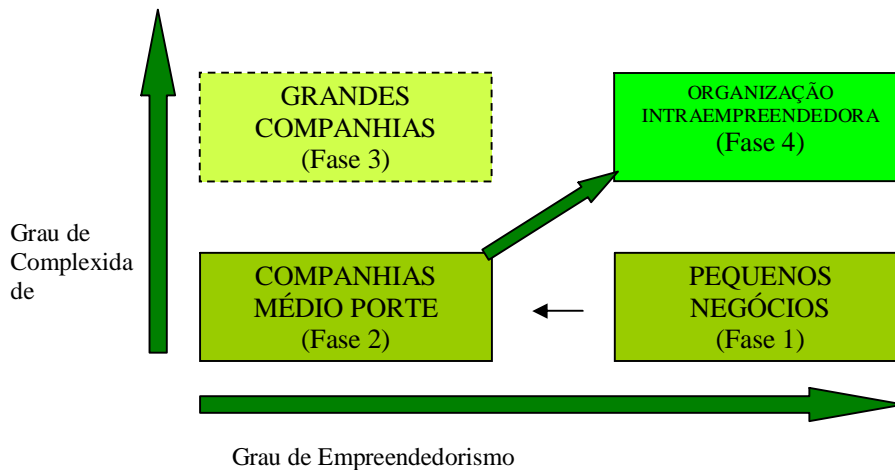 GRANDES
COMPANHIAS
(Fase 3)
ORGANIZAÇÃO
INTRAEMPREENDEDORA
(Fase 4)
Grau de
Complexida
de
COMPANHIAS
MÉDIO PORTE
(Fase 2)
PEQUENOS
NEGÓCIOS
(Fase 1)
Grau de Empreendedorismo